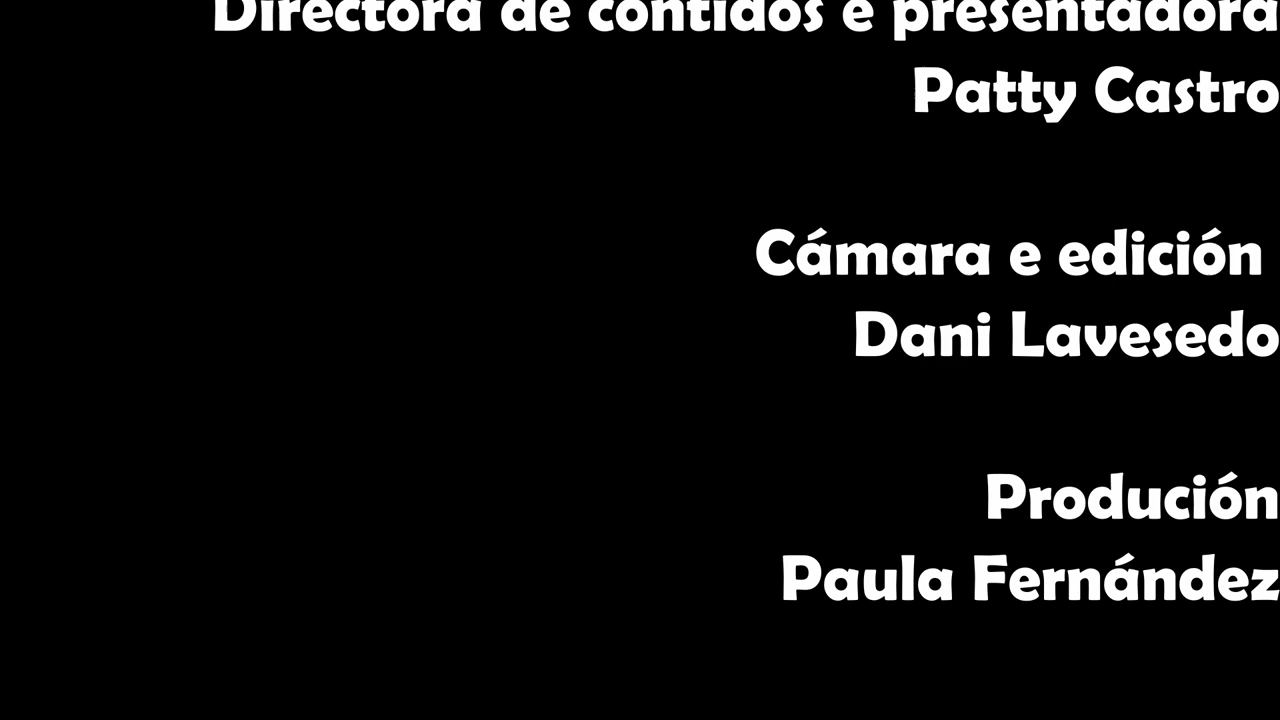 Directora de contidos e presentadora
Patty Castro
Cámara e edición
Dani Lavesedo
Produción
Paula Fernández